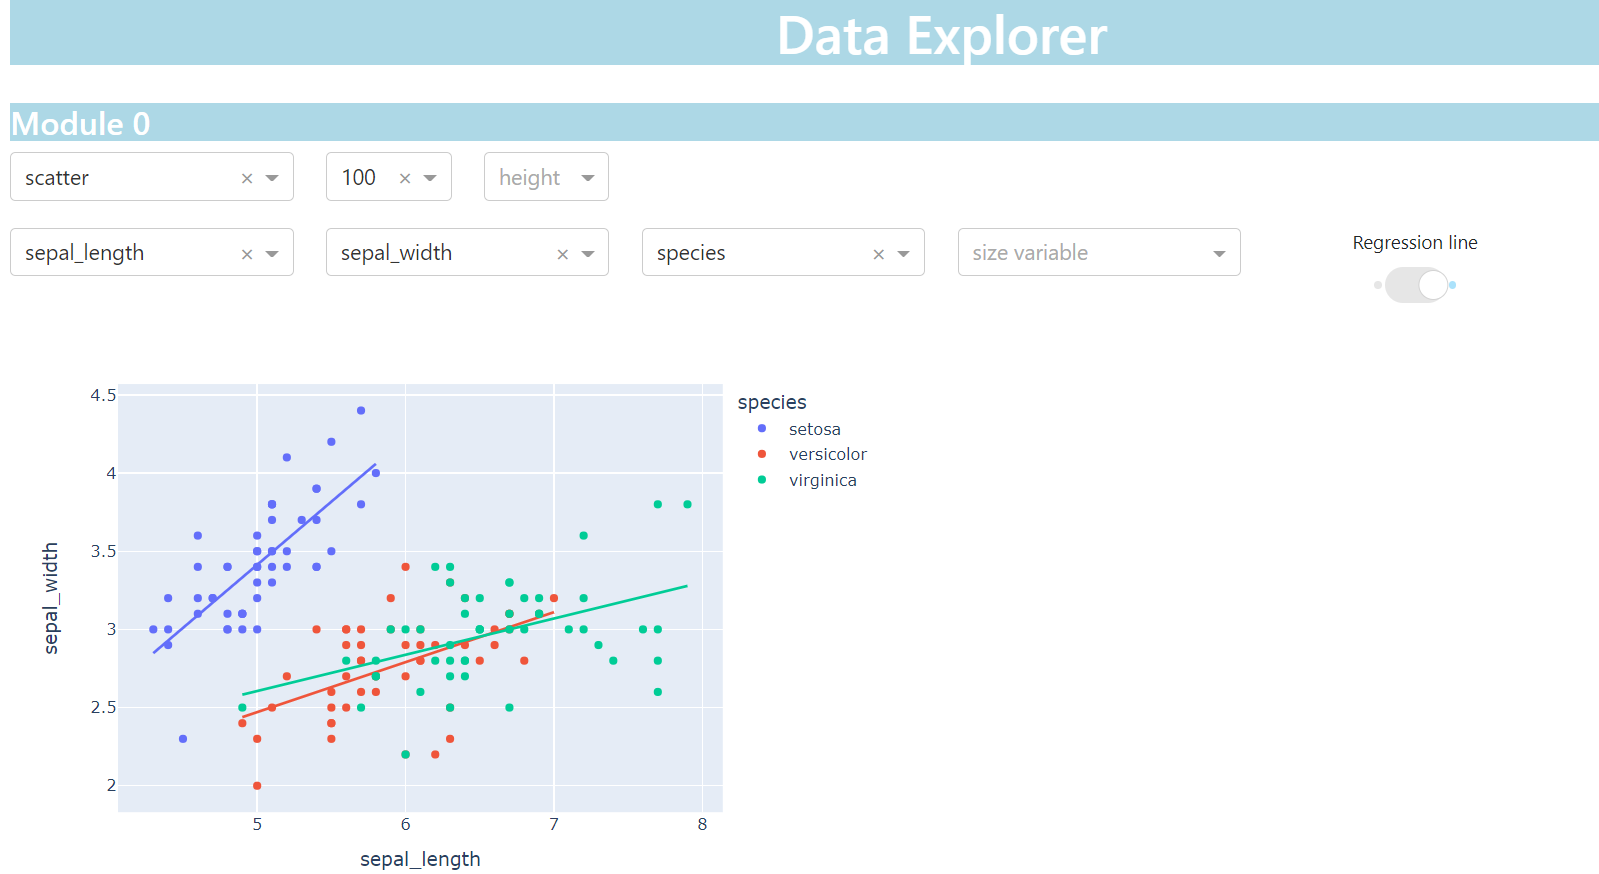 Data Explorer
Module 0
scatter × 100 × height
sepal_length × sepal_width × species × size variable
Regression line
4.5
4
3.5
3
2.5
2
sepal_width
5 6 7 8
sepal_length
species
setosa
versicolor
virginica